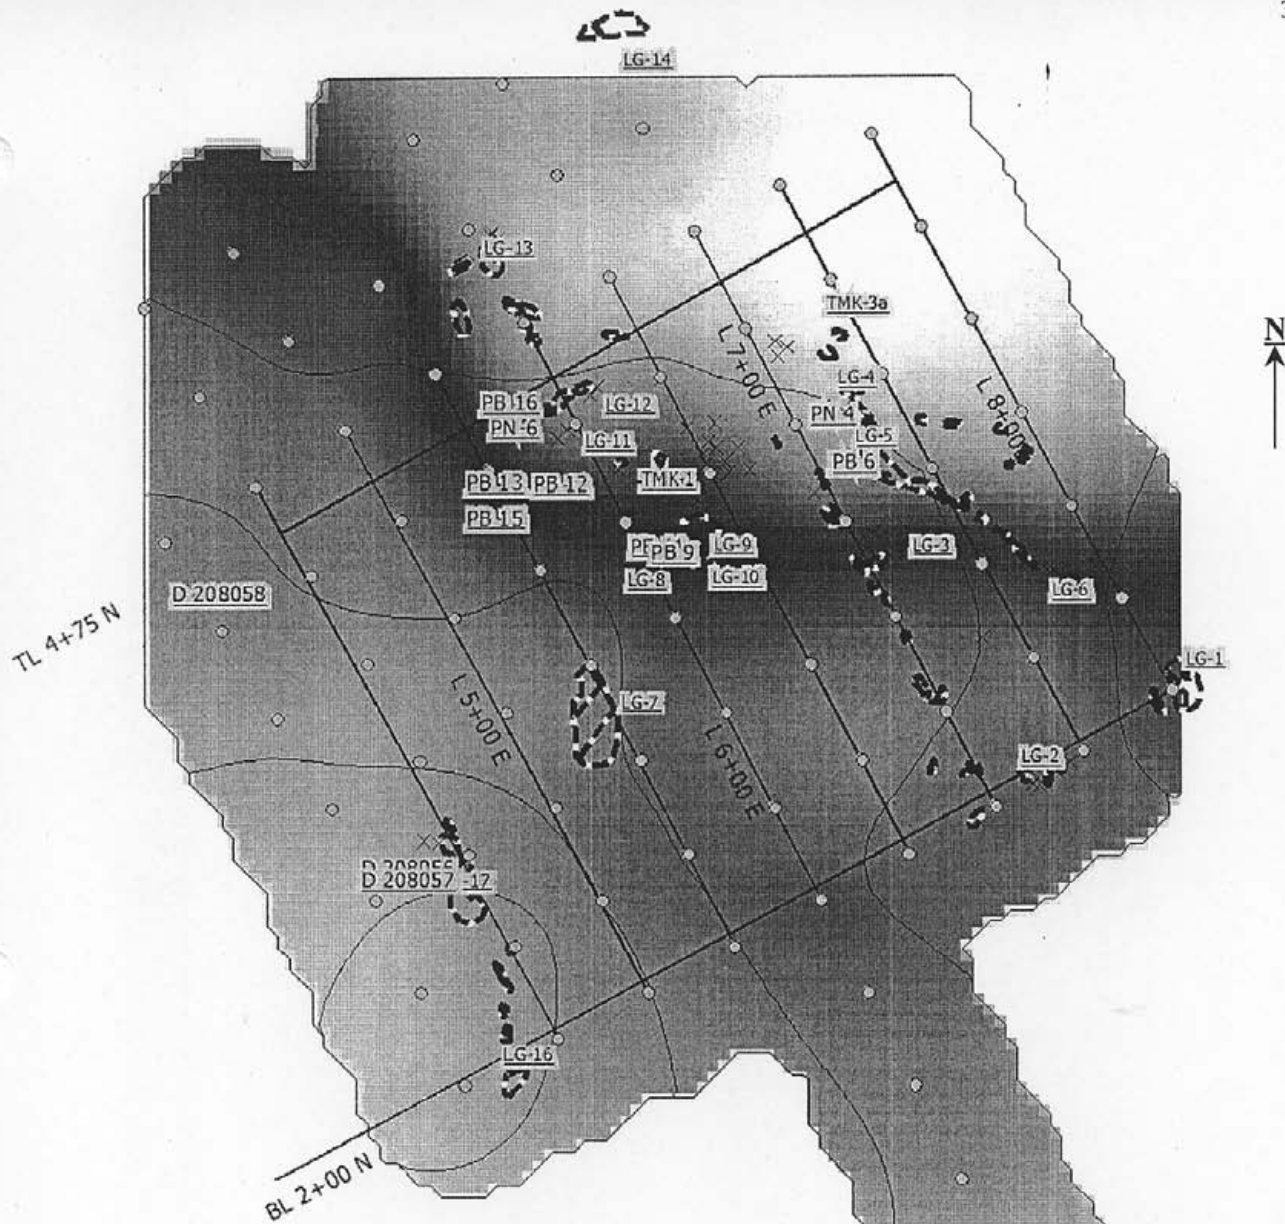 LG-14
LG-13
N
TMK-3a
L 7+00 E
LG-4
L 8+00
PB 16
LG-12
PN 4
PN 6
LG-11
LG-5
PB 6
TMK-1
PB 13
PB 12
PB 15
PB 9
LG-9
LG-3
LG-8
LG-10
LG-6
D 208058
TL 4+75 N
LG-1
LG-7
L 5+00 E
L 6+00 E
LG-2
D 208057
-17
LG-16
BL 2+00 N